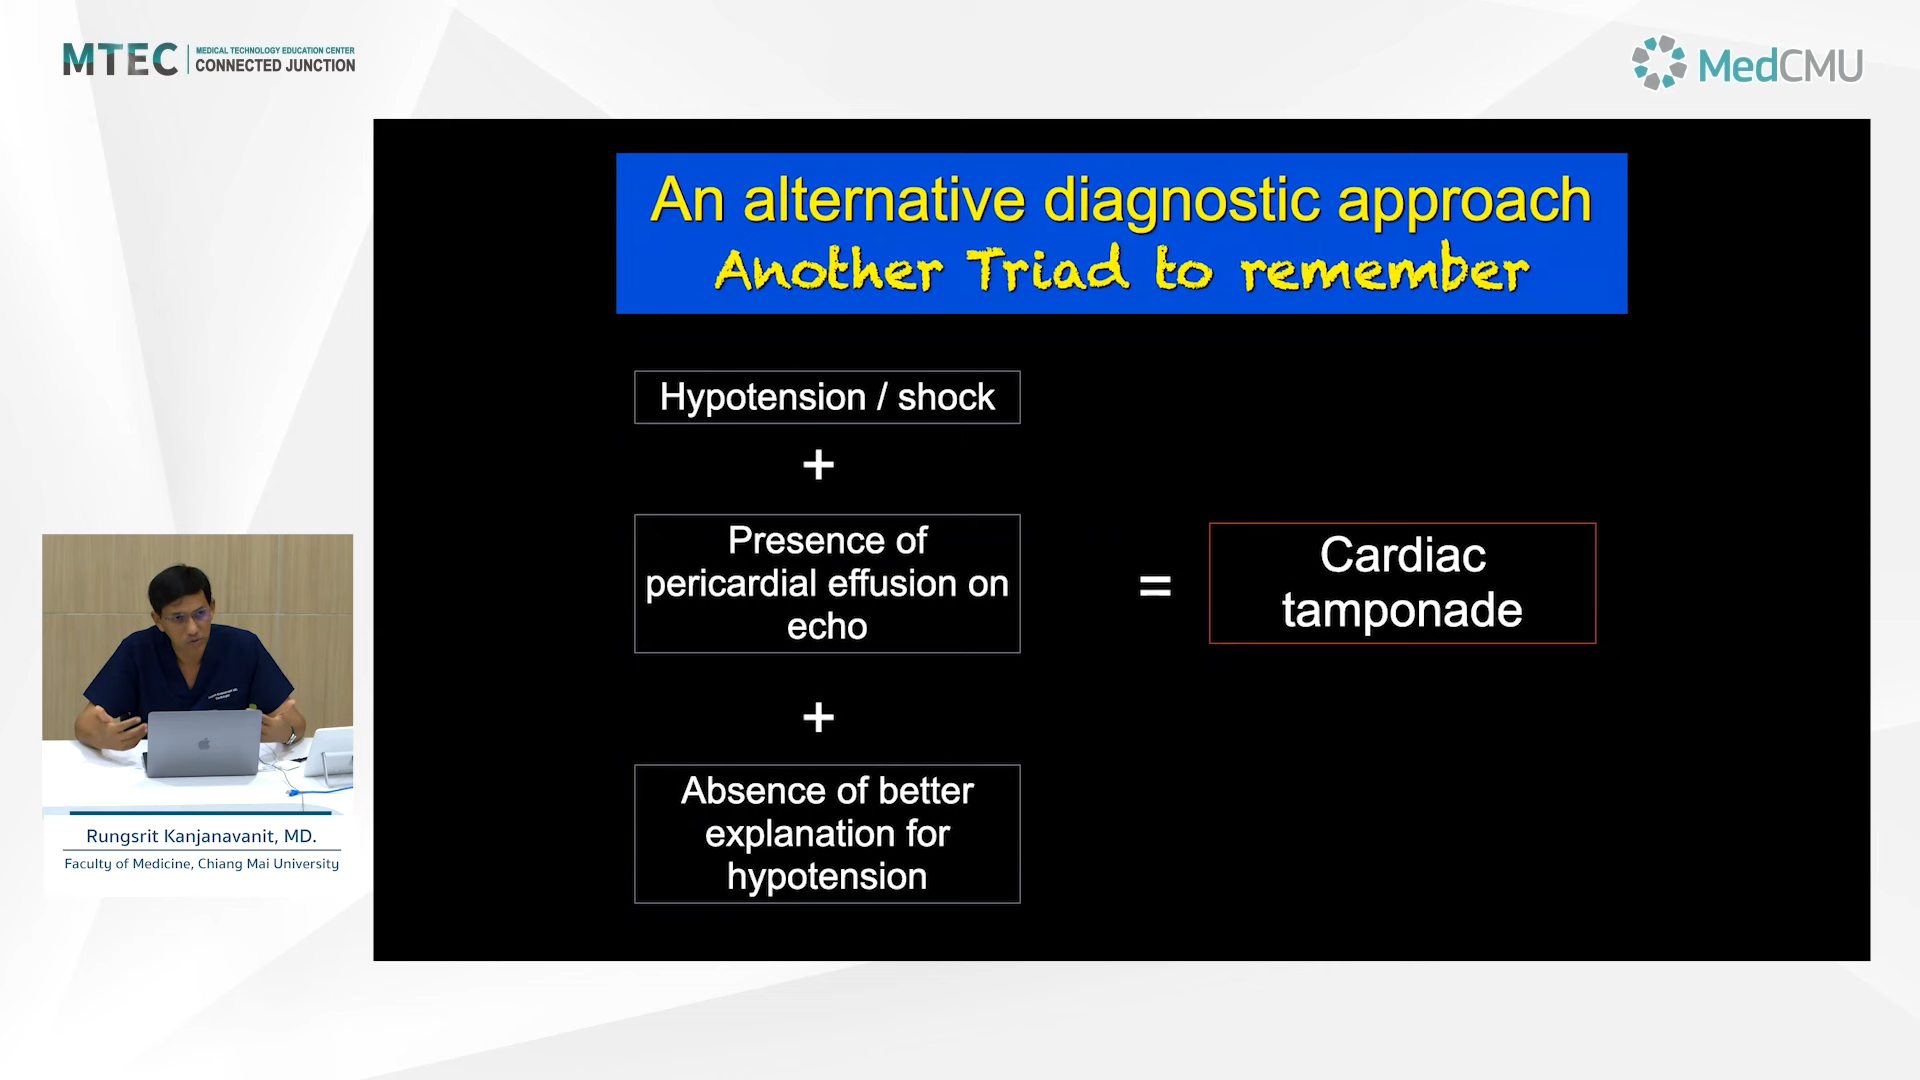 MTEC
MEDICAL TECHNOLOGY EDUCATION CENTER
CONNECTED JUNCTION
MedCMU
An alternative diagnostic approach
Another Triad to remember
Hypotension / shock
+
Presence of
pericardial effusion on
echo
+
Absence of better
explanation for
hypotension
=
Cardiac
tamponade
Rungsrit Kanjanavanit, MD.
Faculty of Medicine, Chiang Mai University